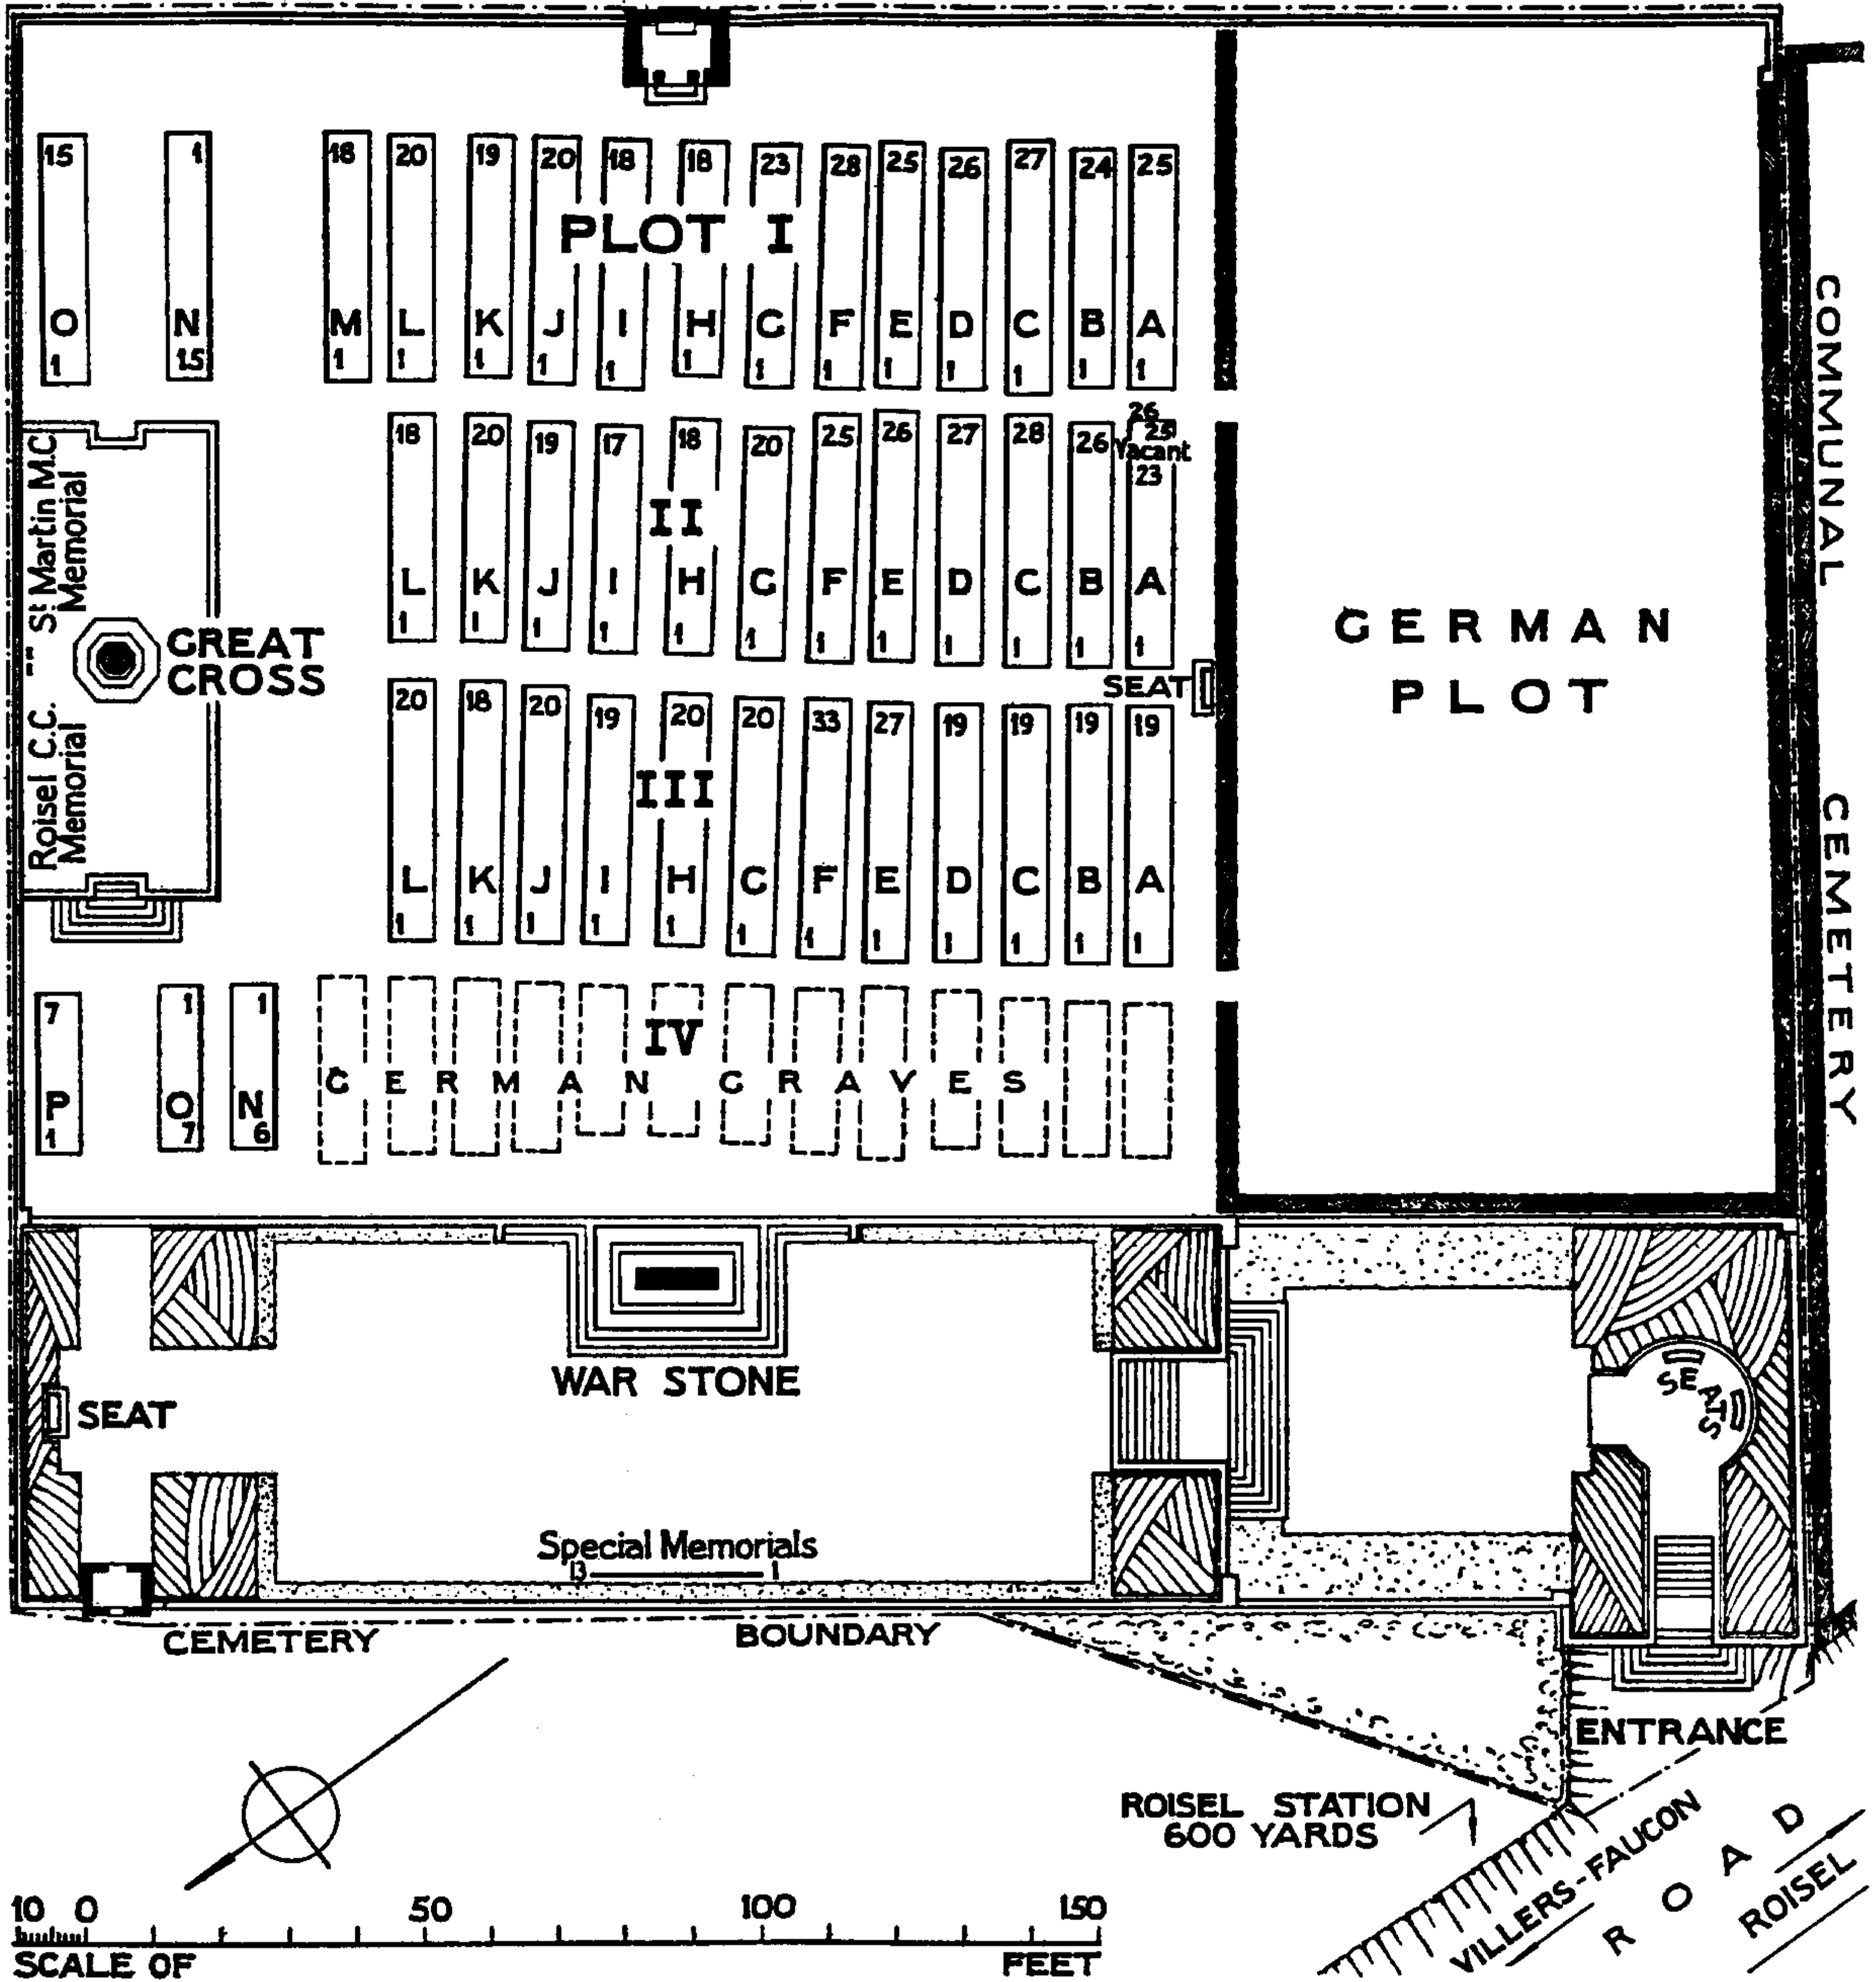 15 1 18 20 19 20 18 18 23 28 25 26 27 24 25
PLOT I
O N M L K J I H G F E D C B A
1 15 1 1 1 1 1 1 1 1 1 1 1 1 1
26
18 20 19 17 18 20 25 26 27 28 26 25
Vacant
23
II
L K J I H G F E D C B A
1 1 1 1 1 1 1 1 1 1 1 1
St Martin M.C.
Memorial
"
Roisel C.C.
Memorial
GREAT
CROSS
SEAT
20 18 20 19 20 20 33 27 19 19 19 19
III
L K J I H G F E D C B A
1 1 1 1 1 1 1 1 1 1 1 1
7 1 1
IV
P O N
1 7 6
GERMAN GRAVES
GERMAN
PLOT
COMMUNAL
CEMETERY
WAR STONE
SEAT
SEATS
Special Memorials
13 1
CEMETERY BOUNDARY
ENTRANCE
ROISEL STATION
600 YARDS
VILLERS-FAUCON
ROAD
ROISEL
10 0 50 100 150
SCALE OF FEET